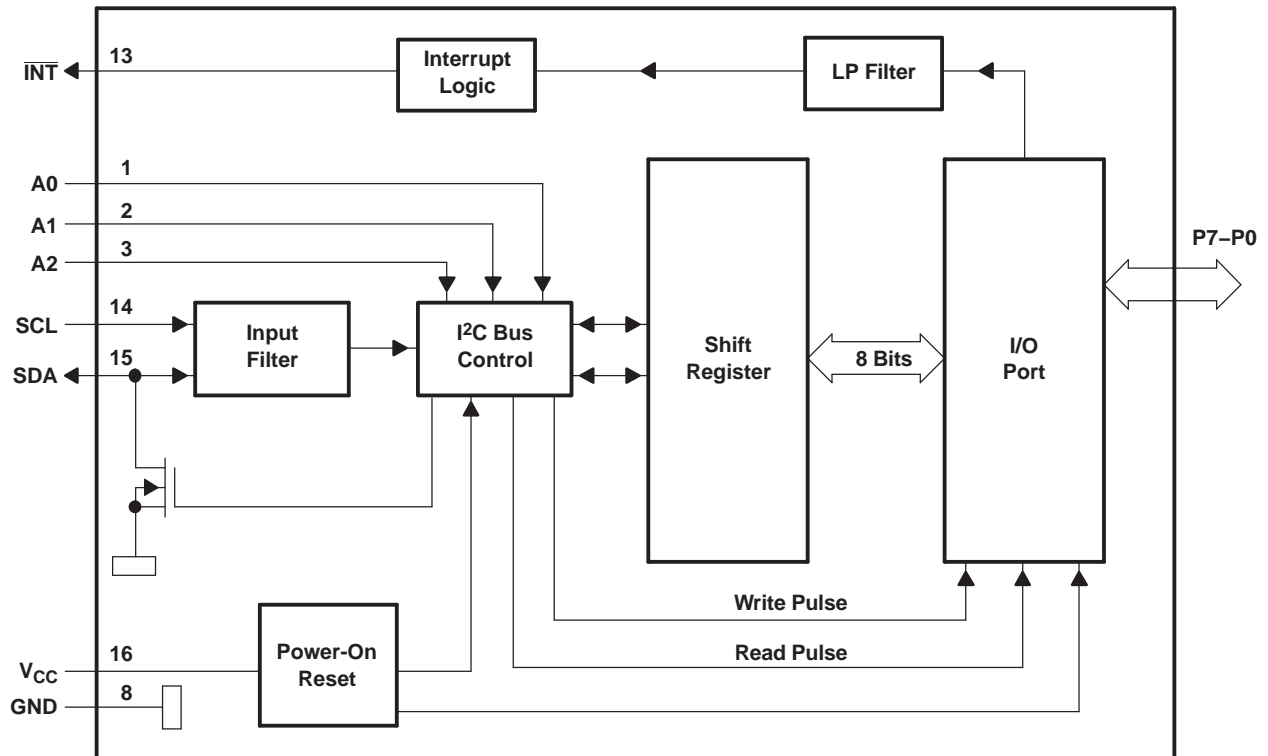 INT
13
Interrupt
Logic
LP Filter
A0
1
A1
2
A2
3
P7–P0
SCL
14
SDA
15
Input
Filter
I²C Bus
Control
Shift
Register
8 Bits
I/O
Port
Write Pulse
Read Pulse
VCC
16
GND
8
Power-On
Reset